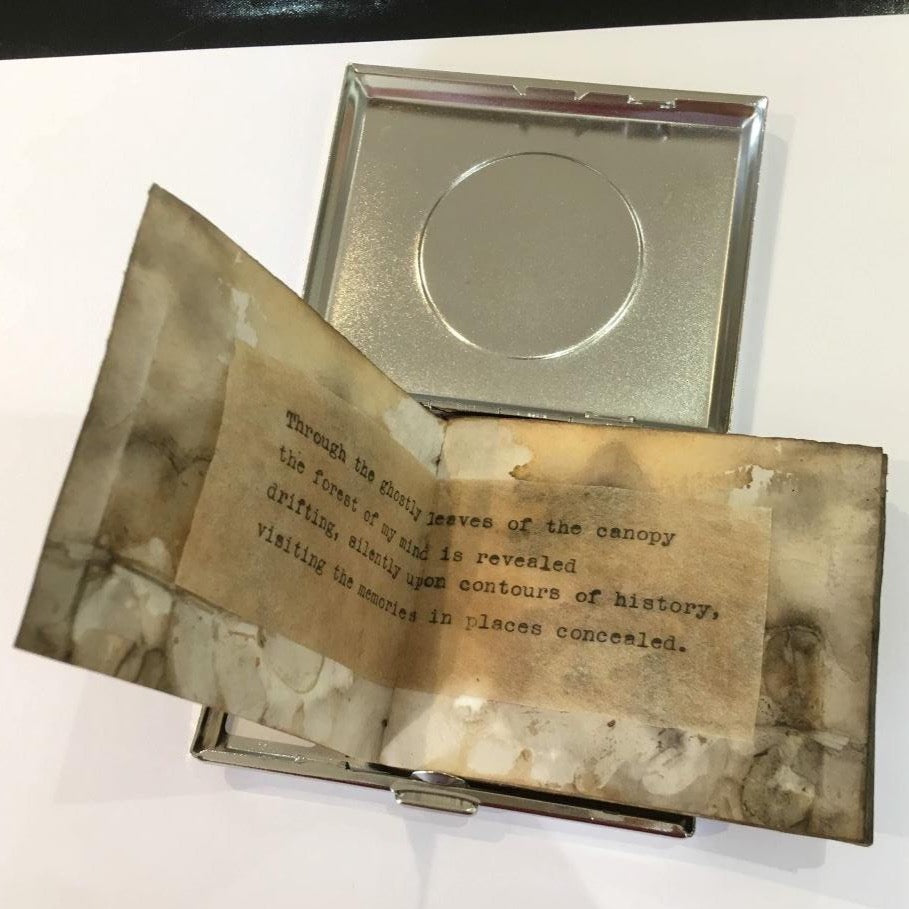 Through the ghostly leaves of the canopy
the forest of my mind is revealed
drifting, silently upon contours of history,
visiting the memories in places concealed.